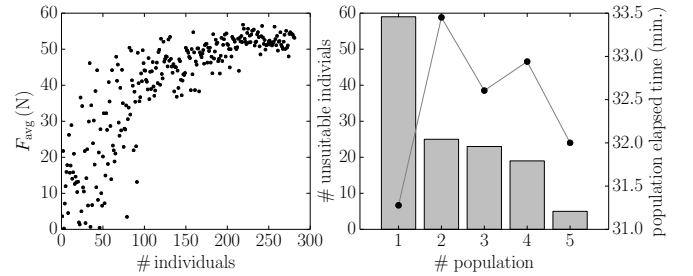 60
50
40
30
20
10
0
F_avg (N)
0 50 100 150 200 250 300
# individuals
60
50
40
30
20
10
0
# unsuitable indivials
1 2 3 4 5
# population
33.5
33.0
32.5
32.0
31.5
31.0
population elapsed time (min.)